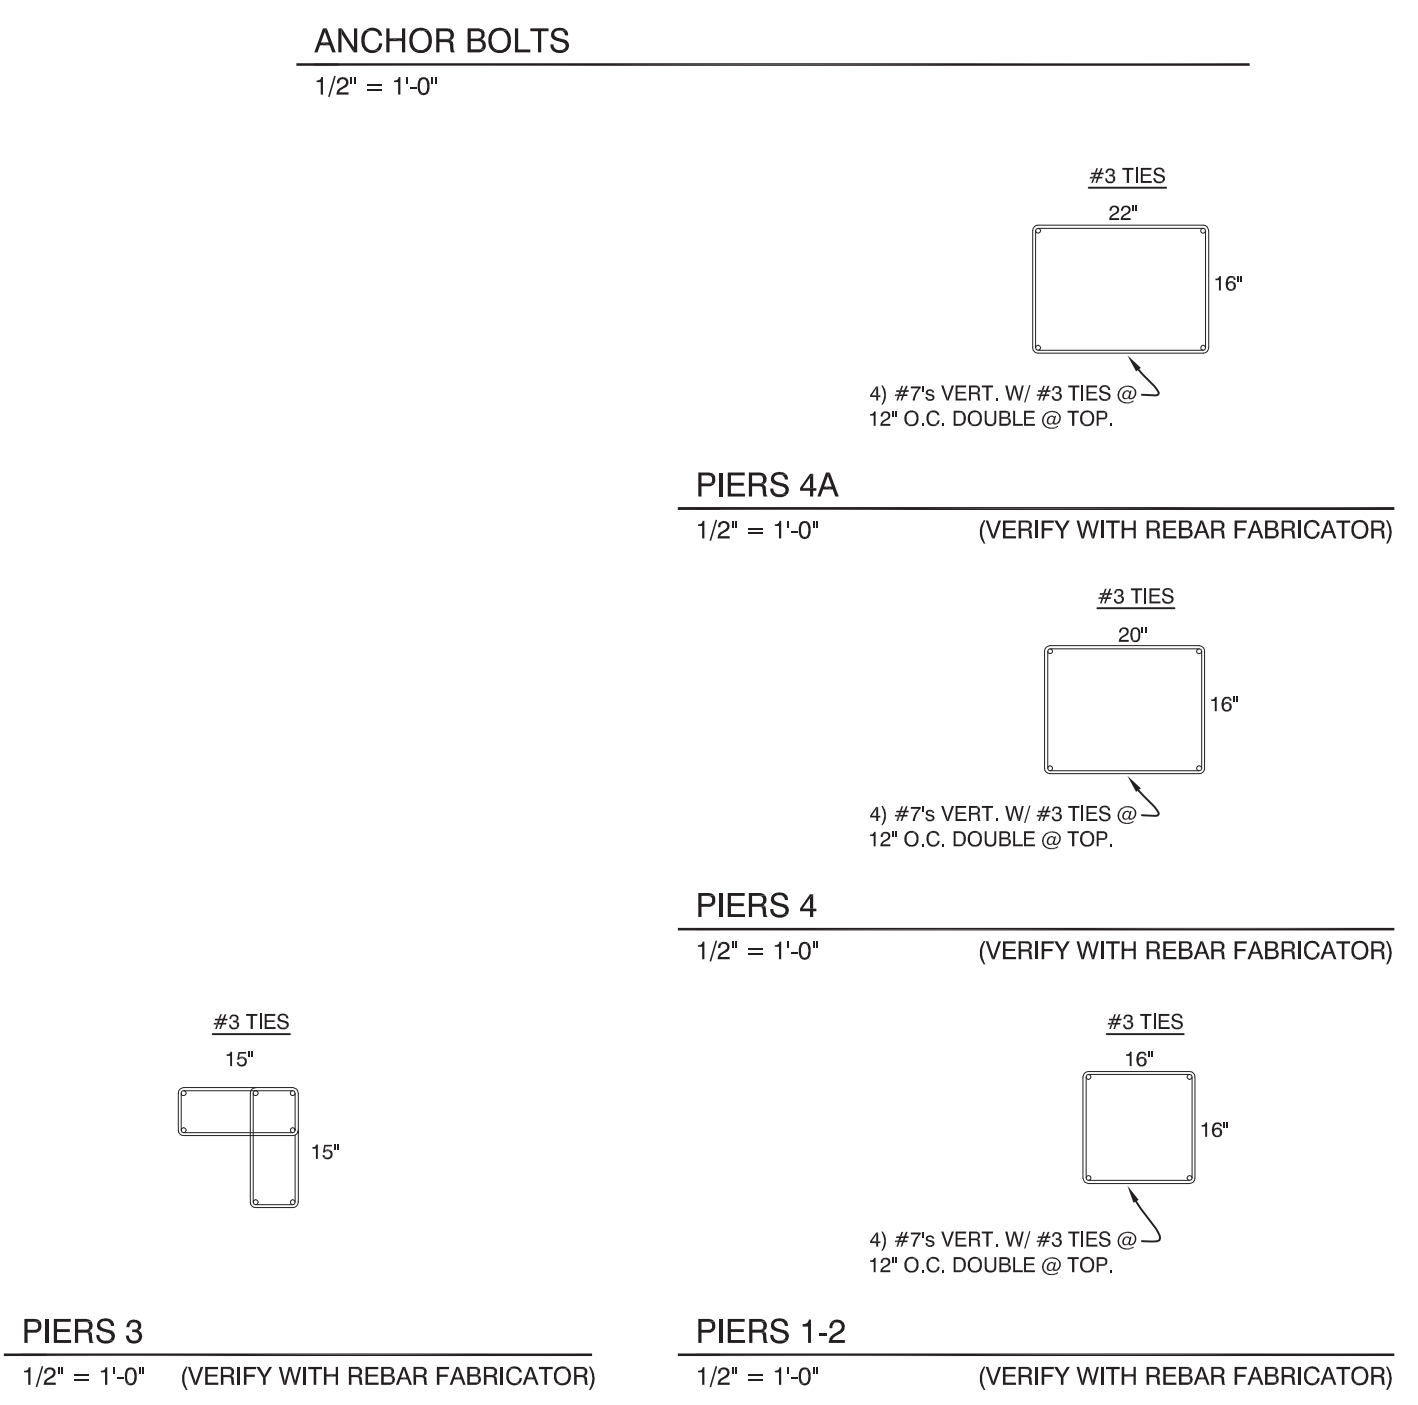 ANCHOR BOLTS
1/2" = 1'-0"
#3 TIES
22"
16"
4) #7's VERT. W/ #3 TIES @
12" O.C. DOUBLE @ TOP.
PIERS 4A
1/2" = 1'-0" (VERIFY WITH REBAR FABRICATOR)
#3 TIES
20"
16"
4) #7's VERT. W/ #3 TIES @
12" O.C. DOUBLE @ TOP.
PIERS 4
1/2" = 1'-0" (VERIFY WITH REBAR FABRICATOR)
#3 TIES
15"
15"
PIERS 3
1/2" = 1'-0" (VERIFY WITH REBAR FABRICATOR)
#3 TIES
16"
16"
4) #7's VERT. W/ #3 TIES @
12" O.C. DOUBLE @ TOP.
PIERS 1-2
1/2" = 1'-0" (VERIFY WITH REBAR FABRICATOR)